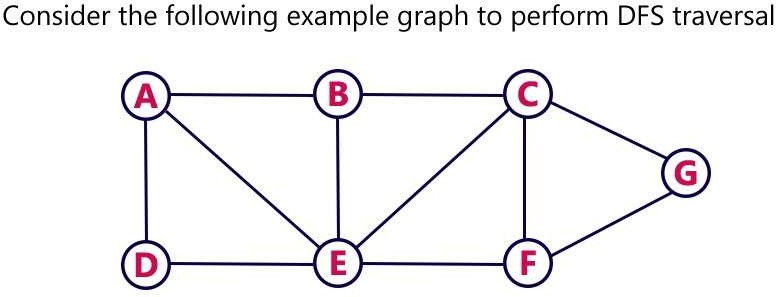 Consider the following example graph to perform DFS traversal
A B C
G
D E F